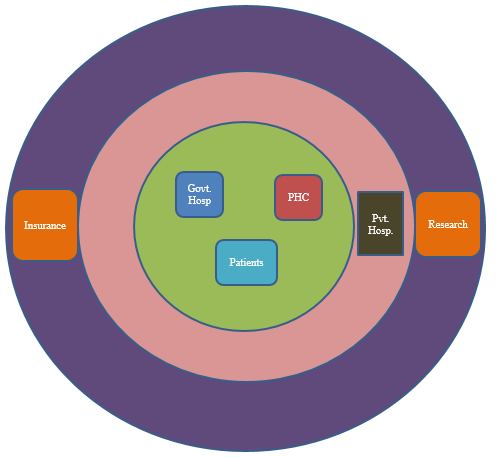 Govt.
Hosp
PHC
Patients
Insurance
Pvt.
Hosp.
Research